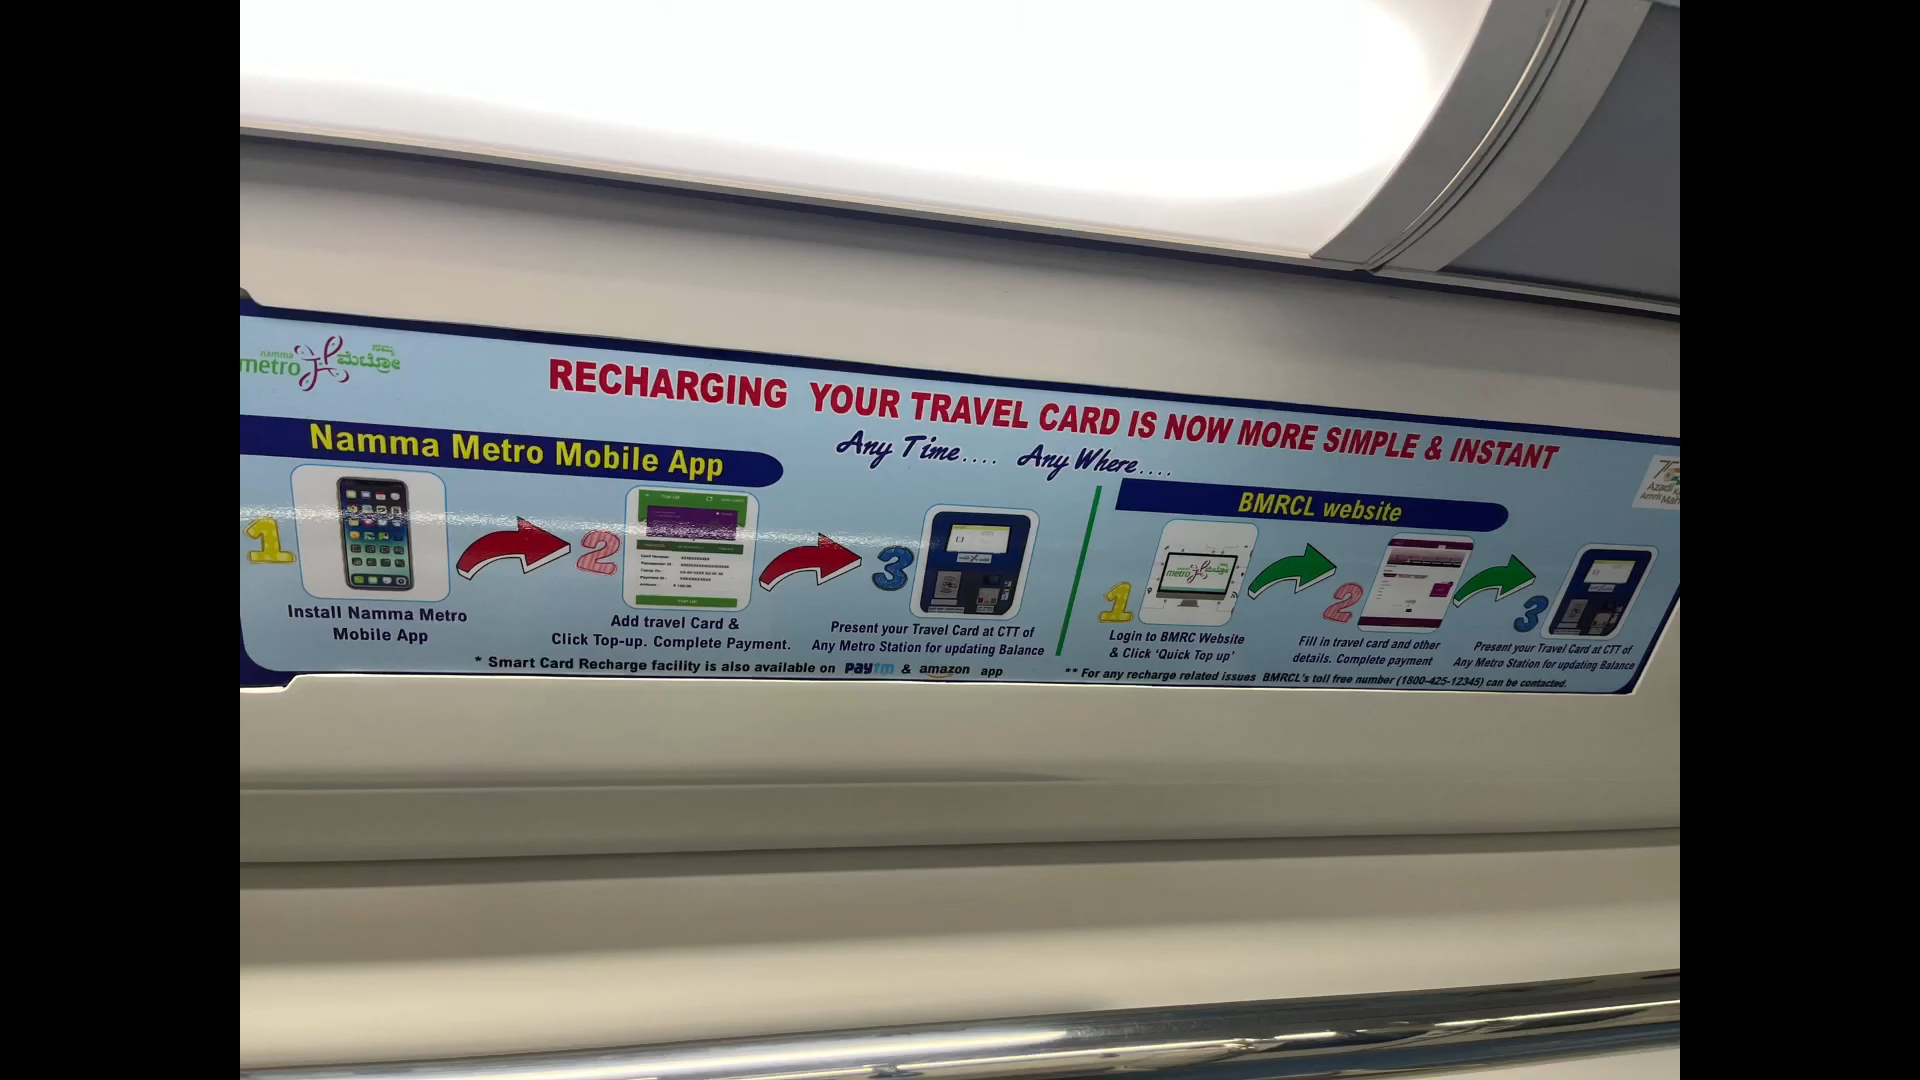 namma
metro
ನಮ್ಮ
ಮೆಟ್ರೋ
RECHARGING YOUR TRAVEL CARD IS NOW MORE SIMPLE & INSTANT
Any Time.... Any Where....
Namma Metro Mobile App
1
Install Namma Metro
Mobile App
2
Add travel Card &
Click Top-up. Complete Payment.
3
Present your Travel Card at CTT of
Any Metro Station for updating Balance
* Smart Card Recharge facility is also available on paytm & amazon app
BMRCL website
1
metro
Login to BMRC Website
& Click 'Quick Top up'
2
Fill in travel card and other
details. Complete payment
3
Present your Travel Card at CTT of
Any Metro Station for updating Balance
** For any recharge related issues BMRCL's toll free number (1800-425-12345) can be contacted.
Azadi
Amrit